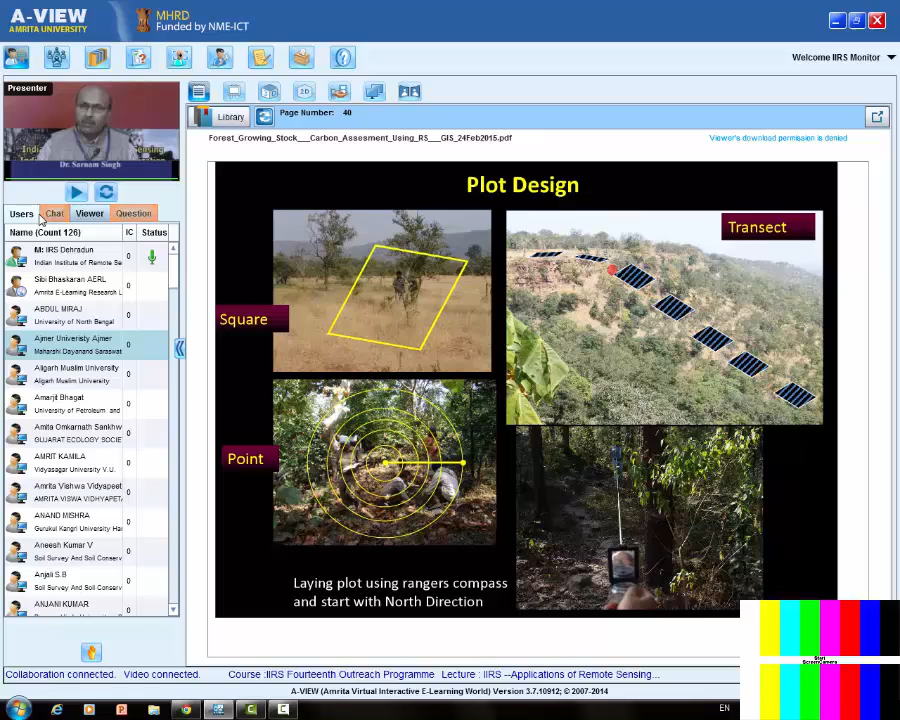 A-VIEW
AMRITA UNIVERSITY
MHRD
Funded by NME-ICT
Welcome IIRS Monitor
Presenter
Dr. Sarnam Singh
Library
Page Number: 40
Forest_Growing_Stock___Carbon_Assesment_Using_RS___GIS_24Feb2015.pdf
Viewer's download permission is denied
Users
Chat
Viewer
Question
Name (Count 126)
IC
Status
M: IIRS Dehradun
Indian Institute of Remote Se
0
Sibi Bhaskaran AERL
Amrita E-Learning Research L
0
ABDUL MIRAJ
University of North Bengal
0
Ajmer Univeristy Ajmer
Maharshi Dayanand Saraswat
0
Aligarh Muslim University
Aligarh Muslim University
0
Amarjit Bhagat
University of Petroleum and
0
Amita Omkarnath Sankhw
GUJARAT ECOLOGY SOCIE
0
AMRIT KAMILA
Vidyasagar University V.U.
0
Amrita Vishwa Vidyapeet
AMRITA VISWA VIDHYAPETA
0
ANAND MISHRA
Gurukul Kangri University Har
0
Aneesh Kumar V
Soil Survey And Soil Conserv
0
Anjali S.B
Soil Survey And Soil Conserv
0
ANJANI KUMAR
0
Plot Design
Square
Transect
Point
Laying plot using rangers compass
and start with North Direction
Start
ScreenCamera
Collaboration connected. Video connected.
Course :IIRS Fourteenth Outreach Programme
Lecture : IIRS --Applications of Remote Sensing...
A-VIEW (Amrita Virtual Interactive E-Learning World) Version 3.7.10912; © 2007-2014
EN